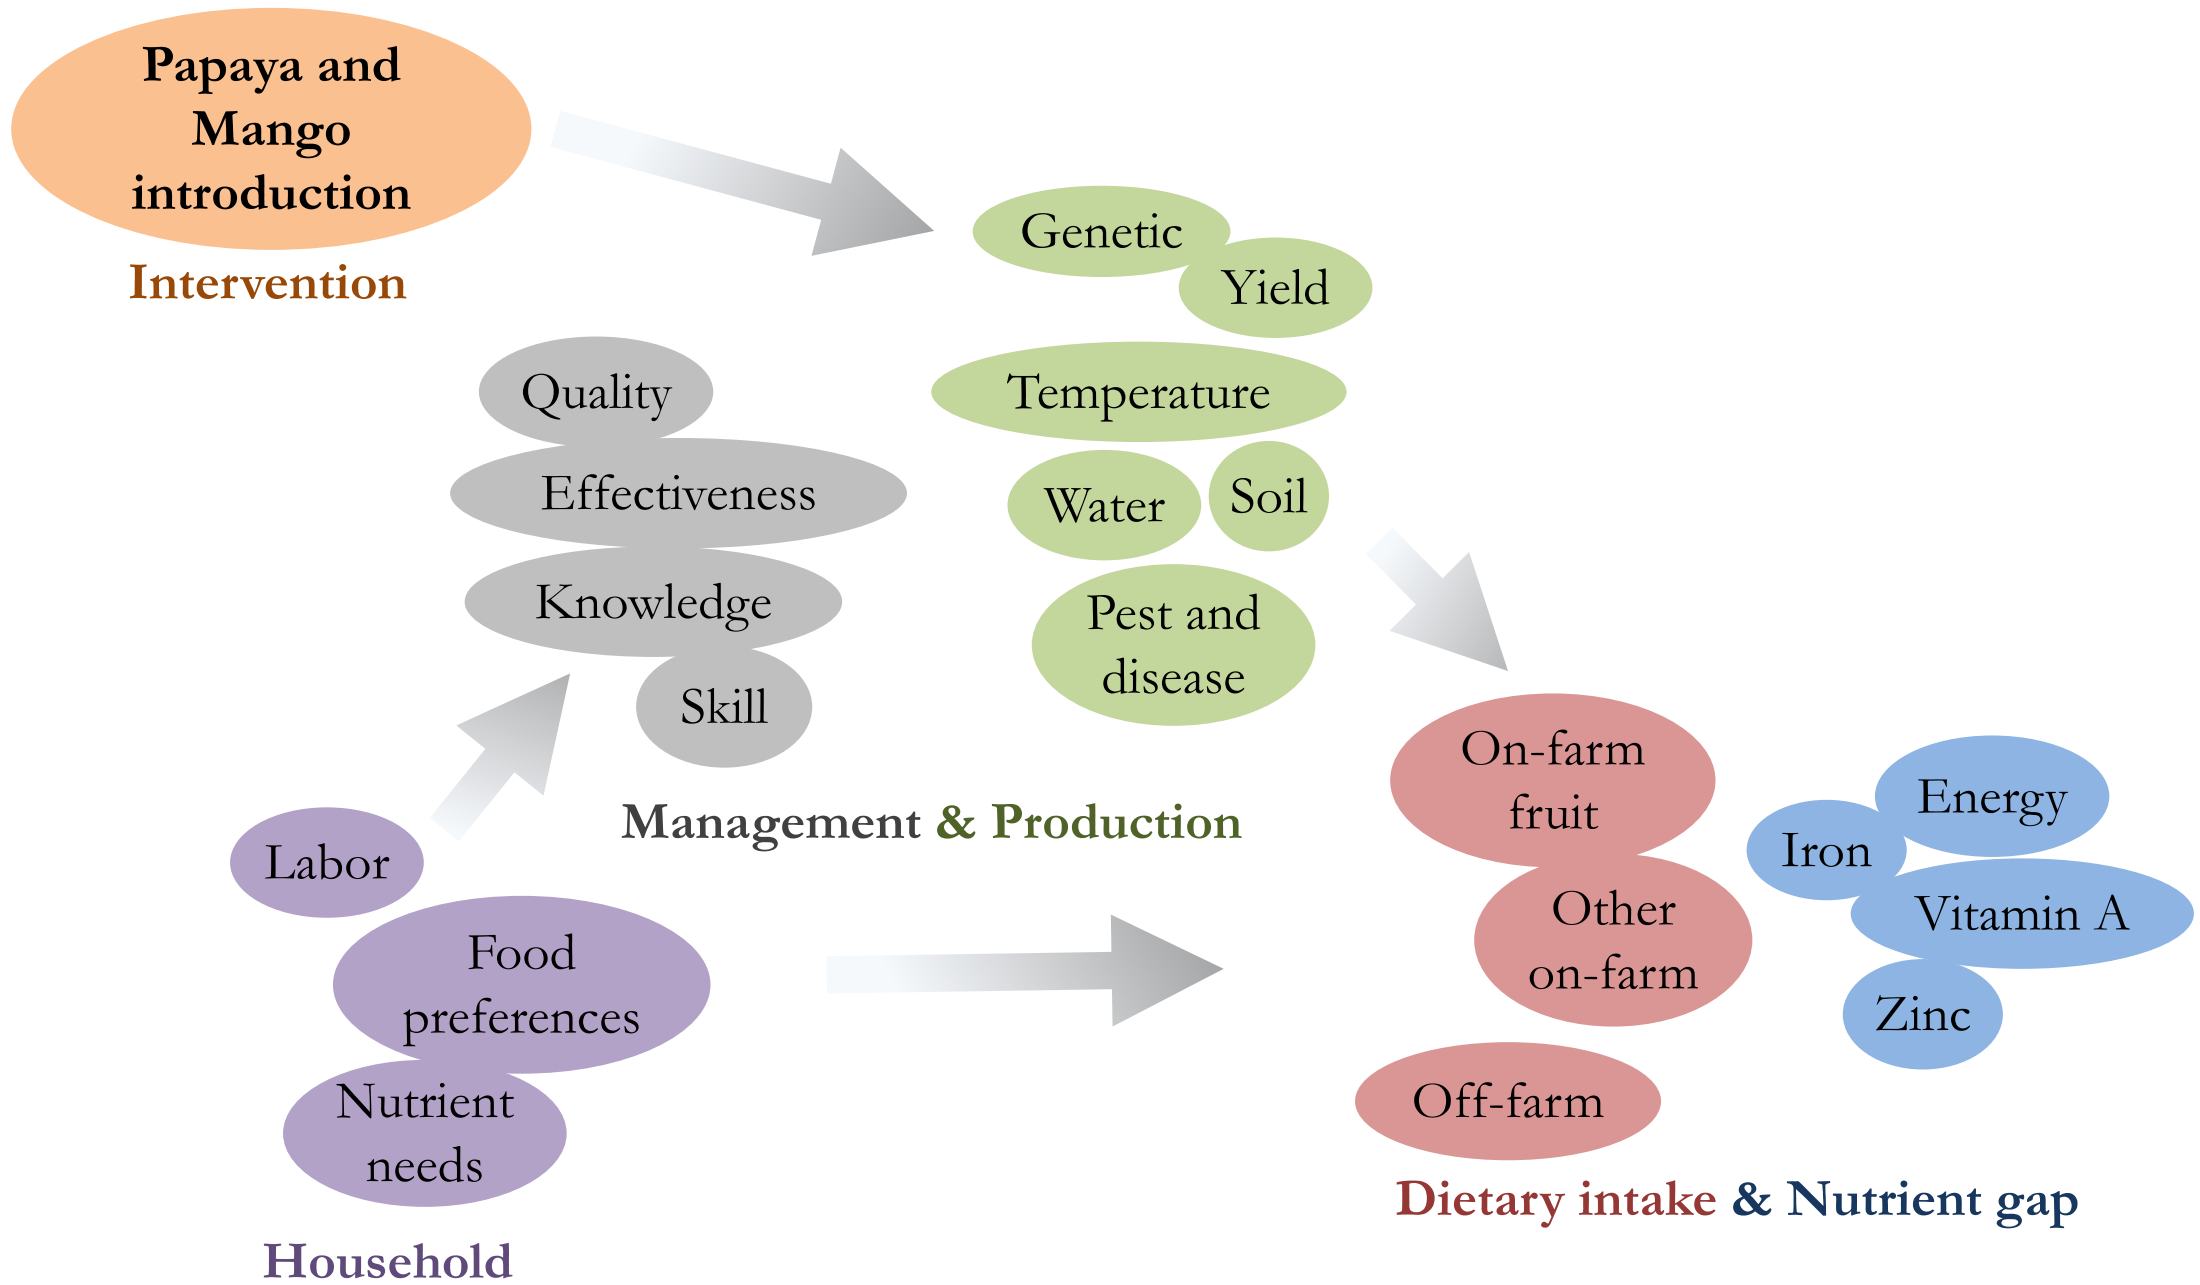 Papaya and
Mango
introduction
Intervention
Genetic
Yield
Quality
Temperature
Effectiveness
Water
Soil
Knowledge
Pest and
disease
Skill
Management & Production
Labor
Food
preferences
Nutrient
needs
Household
On-farm
fruit
Other
on-farm
Off-farm
Energy
Iron
Vitamin A
Zinc
Dietary intake & Nutrient gap